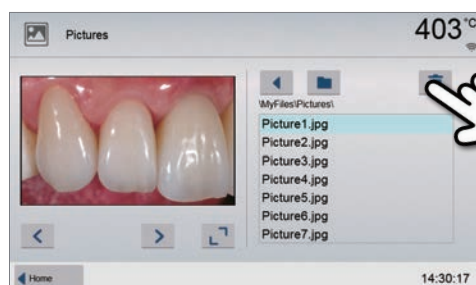 Pictures
403 °C
\MyFiles\Pictures\
Picture1.jpg
Picture2.jpg
Picture3.jpg
Picture4.jpg
Picture5.jpg
Picture6.jpg
Picture7.jpg
Home
14:30:17